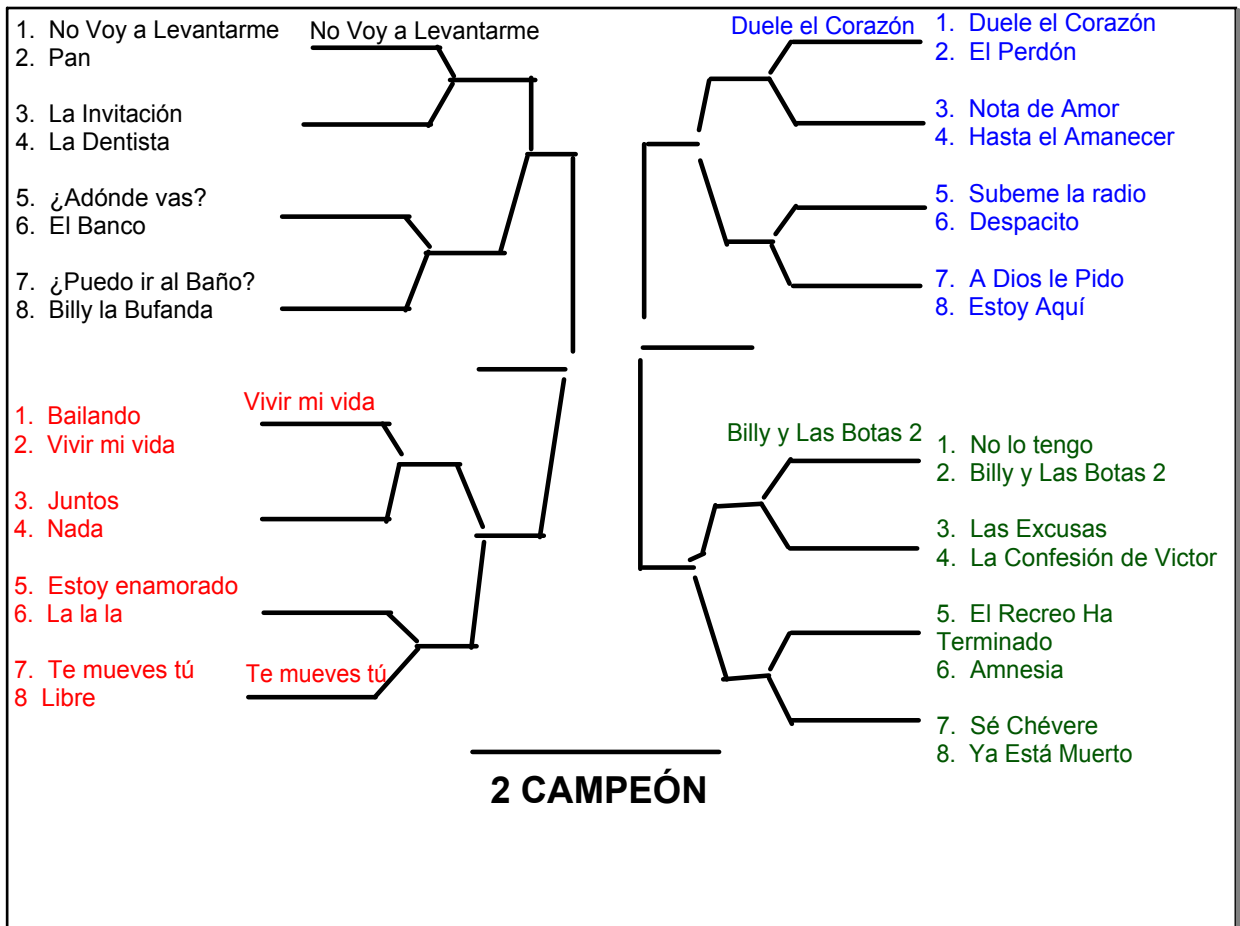 1. No Voy a Levantarme
2. Pan
3. La Invitación
4. La Dentista
5. ¿Adónde vas?
6. El Banco
7. ¿Puedo ir al Baño?
8. Billy la Bufanda
No Voy a Levantarme
Duele el Corazón
1. Duele el Corazón
2. El Perdón
3. Nota de Amor
4. Hasta el Amanecer
5. Subeme la radio
6. Despacito
7. A Dios le Pido
8. Estoy Aquí
1. Bailando
2. Vivir mi vida
3. Juntos
4. Nada
5. Estoy enamorado
6. La la la
7. Te mueves tú
8 Libre
Vivir mi vida
Te mueves tú
Billy y Las Botas 2
1. No lo tengo
2. Billy y Las Botas 2
3. Las Excusas
4. La Confesión de Victor
5. El Recreo Ha
Terminado
6. Amnesia
7. Sé Chévere
8. Ya Está Muerto
2 CAMPEÓN